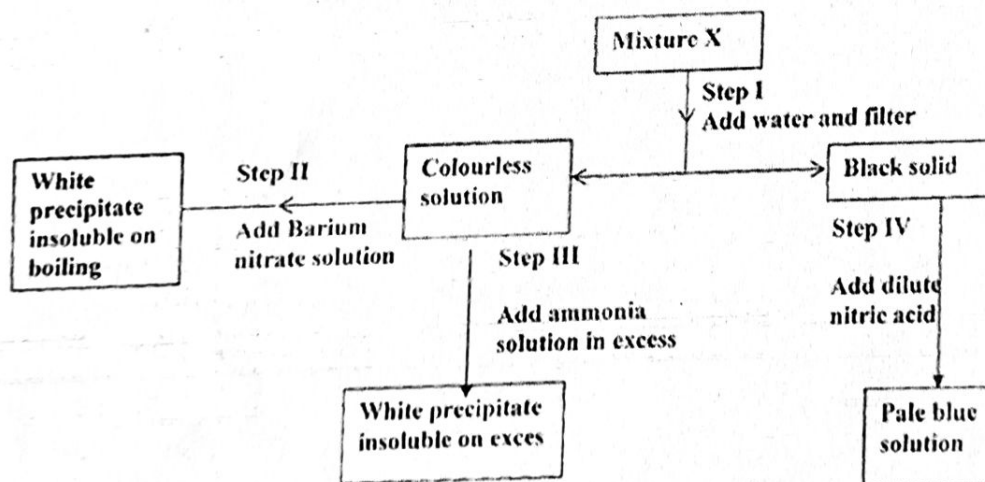 Mixture X
Step I
Add water and filter
White
precipitate
insoluble on
boiling
Step II
Add Barium
nitrate solution
Colourless
solution
Black solid
Step III
Add ammonia
solution in excess
Step IV
Add dilute
nitric acid
White precipitate
insoluble on exces
Pale blue
solution